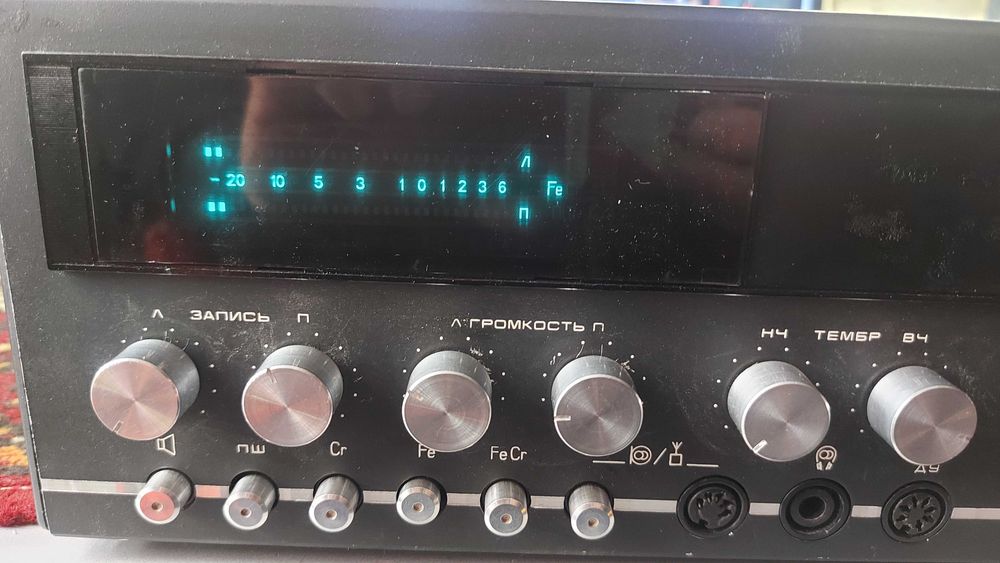 Л
- 20 10 5 3 1 0 1 2 3 6 Fe
П
Л ЗАПИСЬ П
Л ГРОМКОСТЬ П
НЧ ТЕМБР ВЧ
ПШ Cr Fe FeCr
ДУ